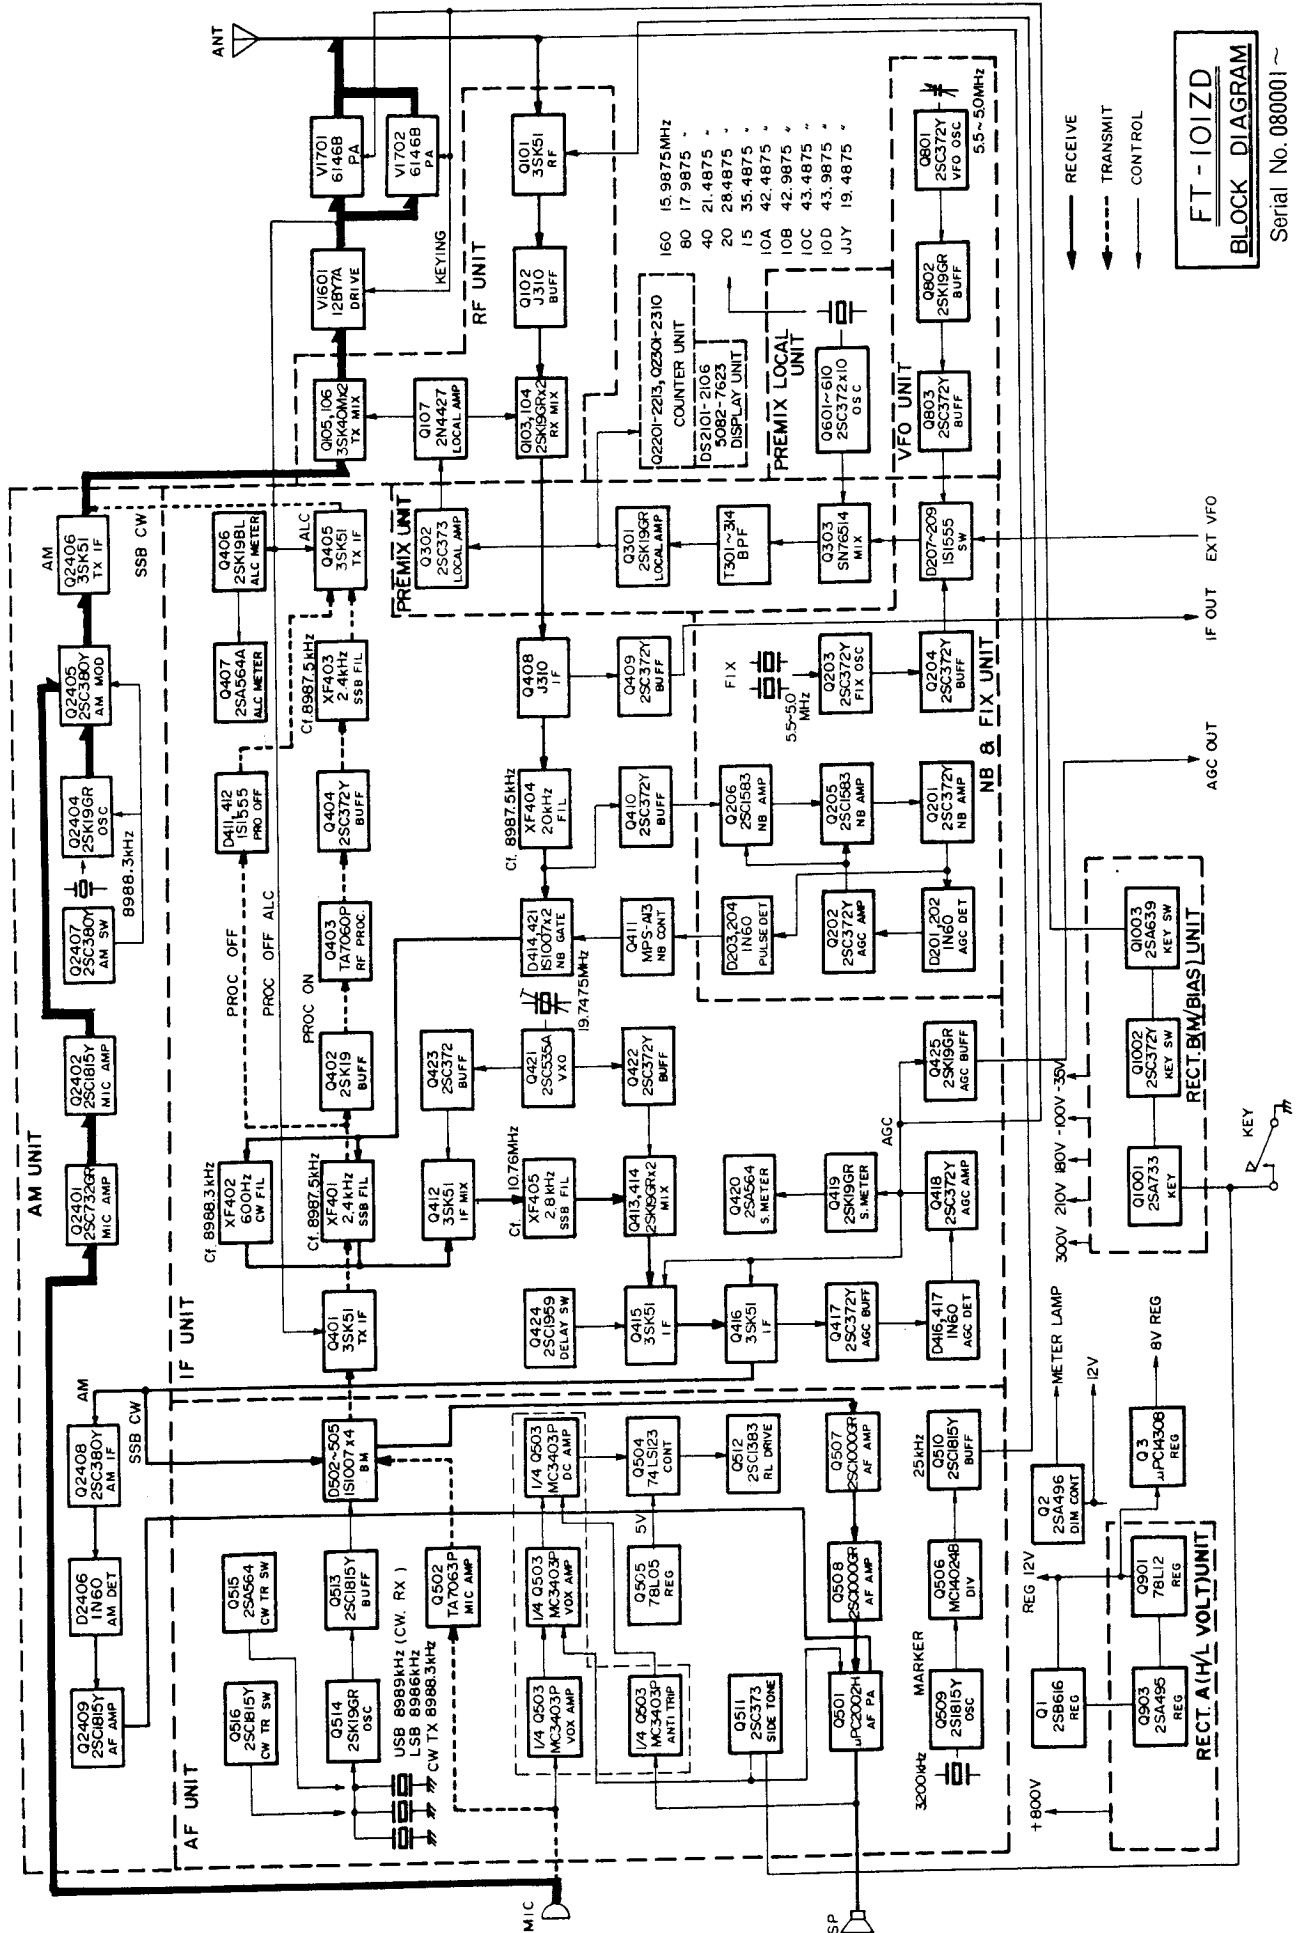 FT-101ZD
BLOCK DIAGRAM
Serial No. 080001 ~
RECEIVE
TRANSMIT
CONTROL
AM UNIT
Q2409
2SC1815Y
AF AMP
D2406
1N60
AM DET
Q2408
2SC380Y
AM IF
AM
SSB CW
Q2401
2SC732GR
MIC AMP
Q2402
2SC1815Y
MIC AMP
Q2407
2SC380Y
AM SW
8988.3kHz
Q2404
2SK19GR
OSC
Q2405
2SC380Y
AM MOD
Q2406
3SK51
TX IF
AM
SSB CW
AF UNIT
Q516
2SC1815Y
CW TR SW
Q515
2SA564
CW TR SW
Q514
2SK19GR
OSC
Q513
2SC1815Y
BUFF
D502~505
1S1007x4
BM
USB 8989kHz (CW. RX)
LSB 8986kHz
CW TX 8988.3kHz
Q502
TA7063P
MIC AMP
MIC
1/4 Q503
MC3403P
VOX AMP
1/4 Q503
MC3403P
VOX AMP
1/4 Q503
MC3403P
DC AMP
1/4 Q503
MC3403P
ANTI TRIP
Q505
78L05
REG
5V
Q504
74LS123
CONT
Q511
2SC373
SIDE TONE
Q512
2SC1383
RL DRIVE
SP
Q501
μPC2002H
AF PA
Q508
2SC1000GR
AF AMP
Q507
2SC1000GR
AF AMP
3200kHz
MARKER
Q509
2S1815Y
OSC
Q506
MC14024B
DIV
25kHz
Q510
2SC1815Y
BUFF
IF UNIT
Q401
3SK51
TX IF
Cf. 8988.3kHz
XF402
600Hz
CW FIL
Cf. 8987.5kHz
XF401
2.4kHz
SSB FIL
PROC OFF
PROC OFF ALC
PROC ON
Q402
2SK19
BUFF
Q403
TA7060P
RF PROC.
D411, 412
1S1555
PRO OFF
Q404
2SC372Y
BUFF
Q407
2SA564A
ALC METER
Cf. 8987.5kHz
XF403
2.4kHz
SSB FIL
Q406
2SK19BL
ALC METER
ALC
Q405
3SK51
TX IF
Q412
3SK51
IF MIX
Q423
2SC372
BUFF
Cf. 10.76MHz
XF405
2.8kHz
SSB FIL
Q421
2SC535A
VXO
19.7475MHz
Q422
2SC372Y
BUFF
D414, 421
1S1007x2
NB GATE
Q411
MPS-A13
NB CONT
Cf. 8987.5kHz
XF404
20kHz
FIL
Q410
2SC372Y
BUFF
Q408
J310
IF
Q409
2SC372Y
BUFF
Q424
2SC1959
DELAY SW
Q413, 414
2SK19GRx2
MIX
Q415
3SK51
IF
Q416
3SK51
IF
Q417
2SC372Y
AGC BUFF
D416, 417
1N60
AGC DET
Q418
2SC372Y
AGC AMP
Q419
2SK19GR
S. METER
Q420
2SA564
S. METER
AGC
Q425
2SK19GR
AGC BUFF
NB & FIX UNIT
D203, 204
1N60
PULSE DET
Q206
2SC1583
NB AMP
Q202
2SC372Y
AGC AMP
Q205
2SC1583
NB AMP
D201, 202
1N60
AGC DET
Q201
2SC372Y
NB AMP
FIX
5.5~5.0
MHz
Q203
2SC372Y
FIX OSC
Q204
2SC372Y
BUFF
PREMIX UNIT
Q302
2SC373
LOCAL AMP
Q301
2SK19GR
LOCAL AMP
T301~314
BPF
Q303
SN76514
MIX
D207~209
1S1555
SW
RF UNIT
Q105, 106
3SK40Mx2
TX MIX
Q107
2N4427
LOCAL AMP
Q103, 104
2SK19GRx2
RX MIX
Q102
J310
BUFF
Q101
3SK51
RF
V1601
12BY7A
DRIVE
KEYING
V1701
6146B
PA
V1702
6146B
PA
ANT
Q2201-2213, Q2301-2310
COUNTER UNIT
DS2101-2106
5082-7623
DISPLAY UNIT
PREMIX LOCAL
UNIT
Q601~610
2SC372x10
OSC
160 15.9875MHz
80 17.9875 〃
40 21.4875 〃
20 28.4875 〃
15 35.4875 〃
10A 42.4875 〃
10B 42.9875 〃
10C 43.4875 〃
10D 43.9875 〃
JJY 19.4875 〃
VFO UNIT
Q803
2SC372Y
BUFF
Q802
2SK19GR
BUFF
Q801
2SC372Y
VFO OSC
5.5~5.0MHz
AGC OUT
IF OUT
EXT VFO
RECT. A (H/L VOLT) UNIT
+800V
Q1
2SB616
REG
REG 12V
Q903
2SA495
REG
Q901
78L12
REG
Q2
2SA496
DIM CONT
METER LAMP
12V
Q3
μPC14308
REG
8V REG
RECT. B(M/BIAS) UNIT
300V 210V 180V -100V -35V
Q1001
2SA733
KEY
Q1002
2SC372Y
KEY SW
Q1003
2SA639
KEY SW
KEY